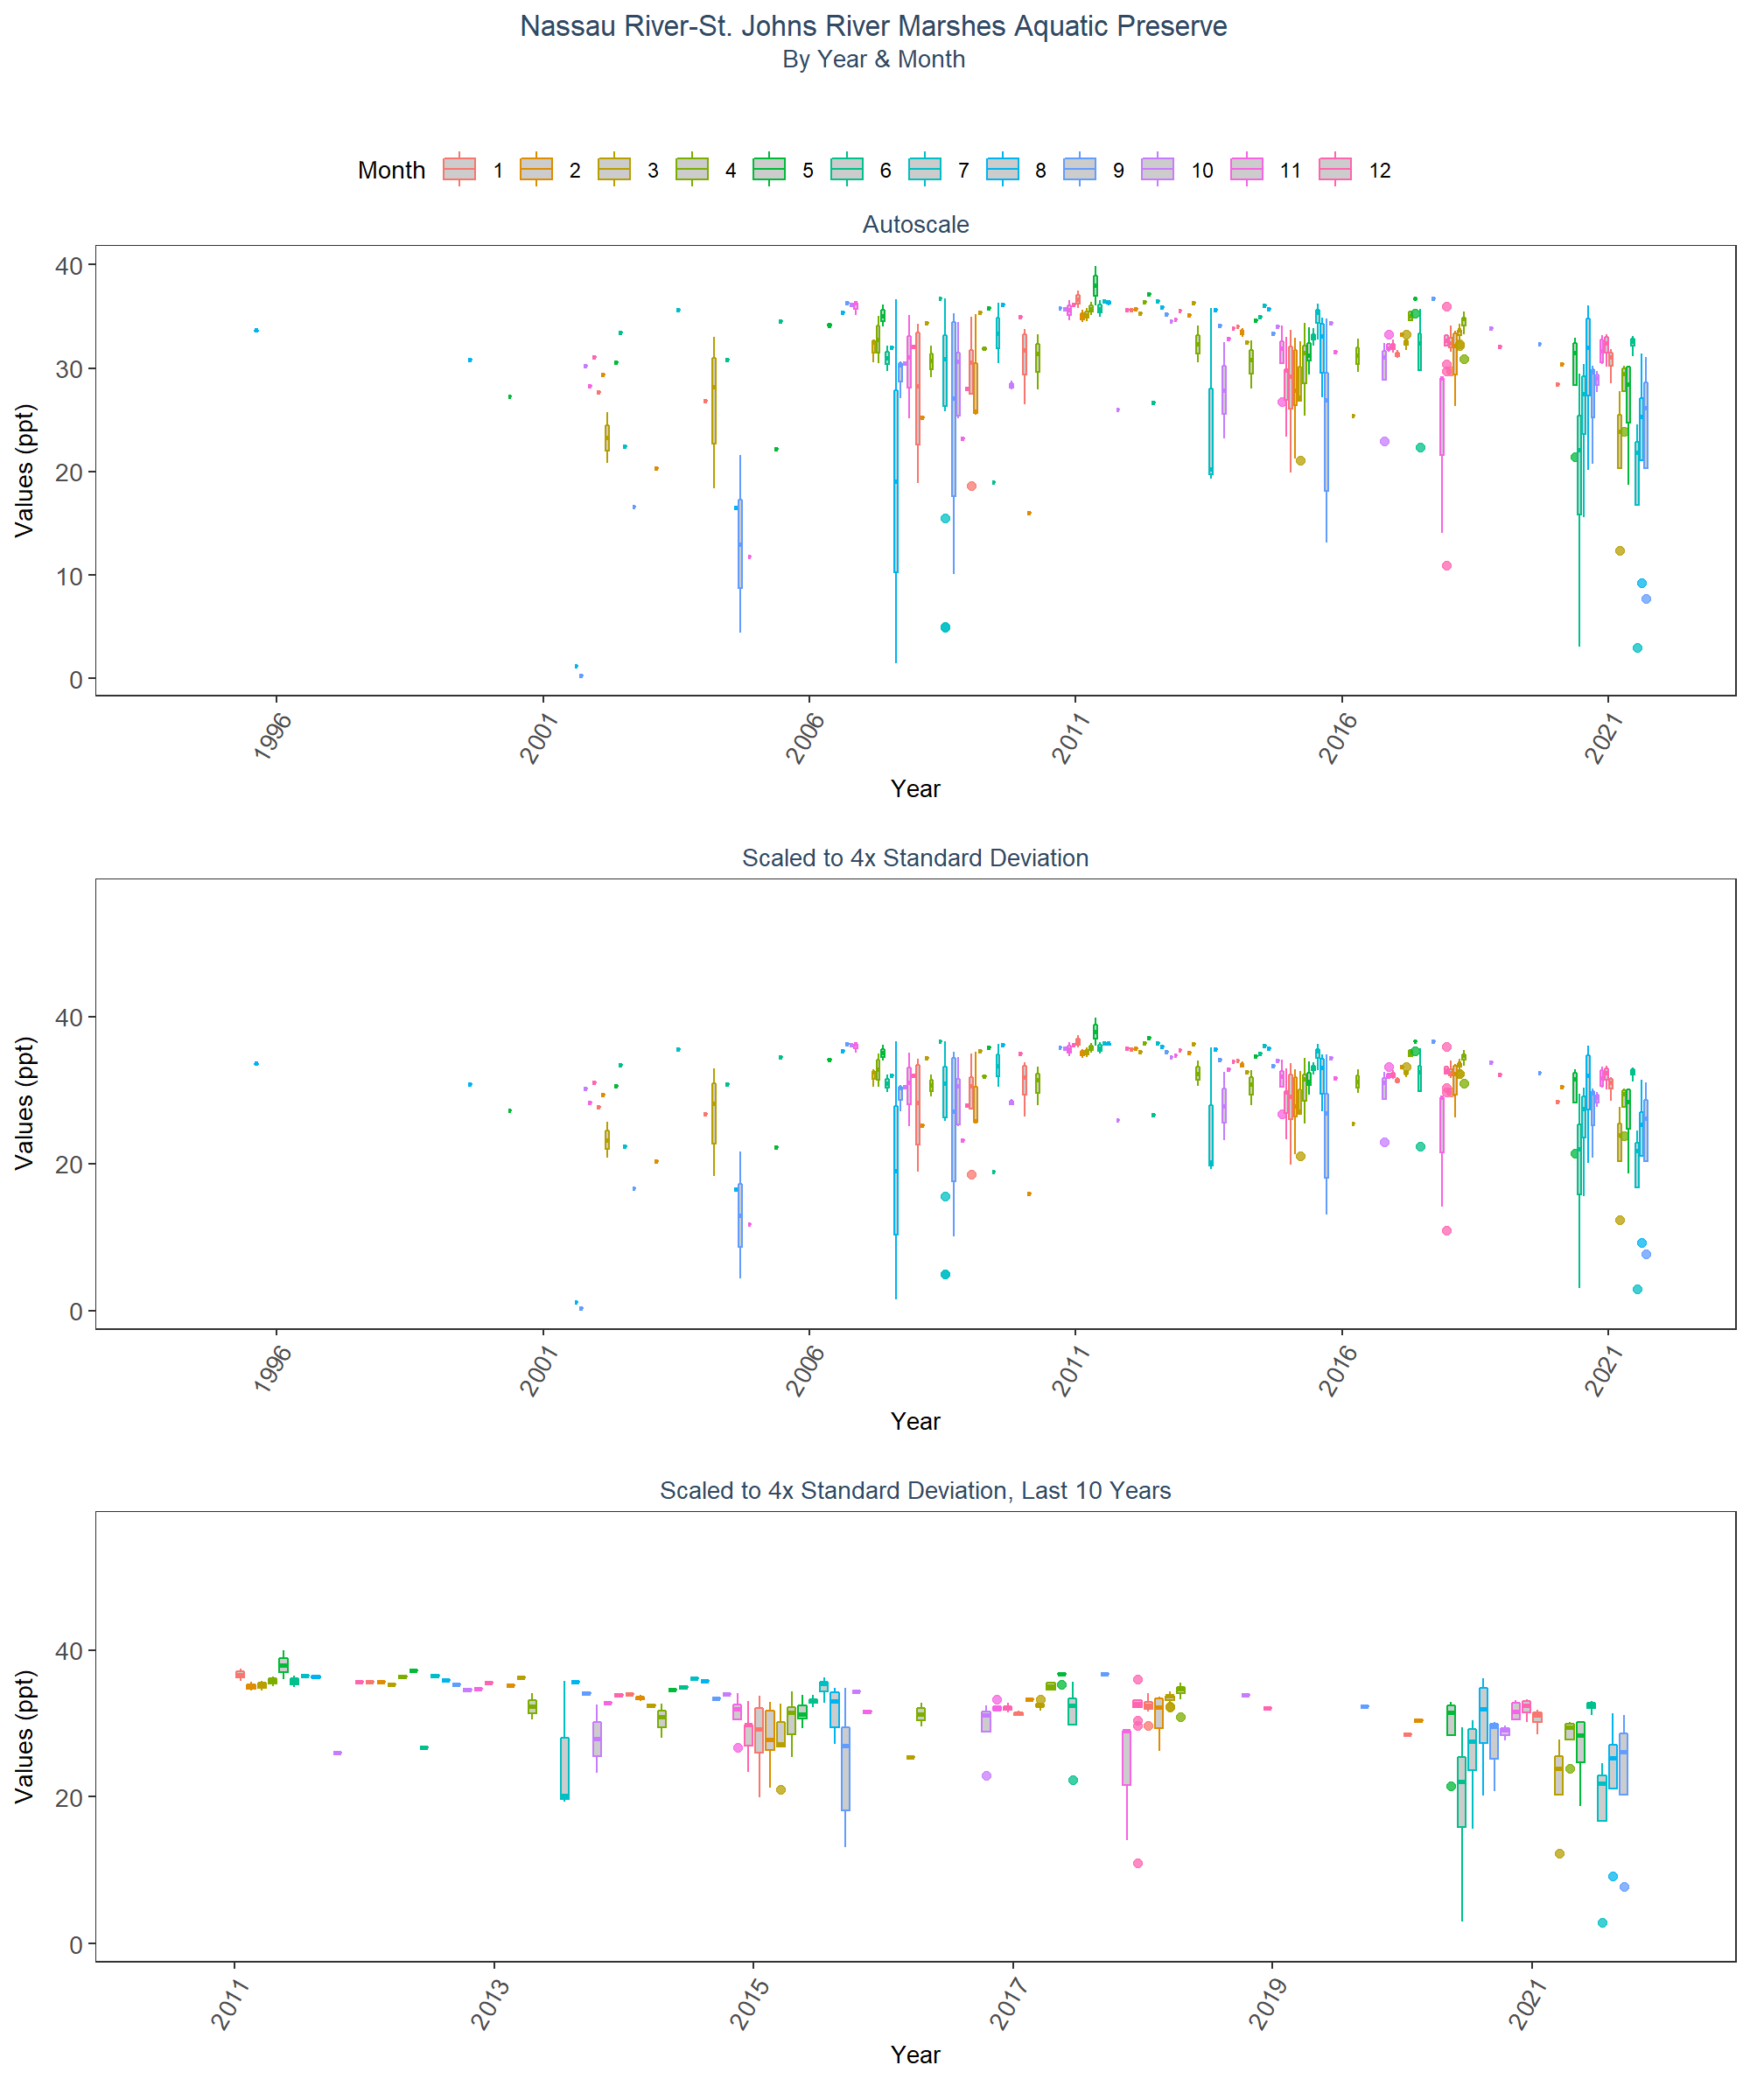 Nassau River-St. Johns River Marshes Aquatic Preserve
By Year & Month
Month 1 2 3 4 5 6 7 8 9 10 11 12
Autoscale
Values (ppt)
40
30
20
10
0
1996 2001 2006 2011 2016 2021
Year
Scaled to 4x Standard Deviation
Values (ppt)
40
20
0
1996 2001 2006 2011 2016 2021
Year
Scaled to 4x Standard Deviation, Last 10 Years
Values (ppt)
40
20
0
2011 2013 2015 2017 2019 2021
Year